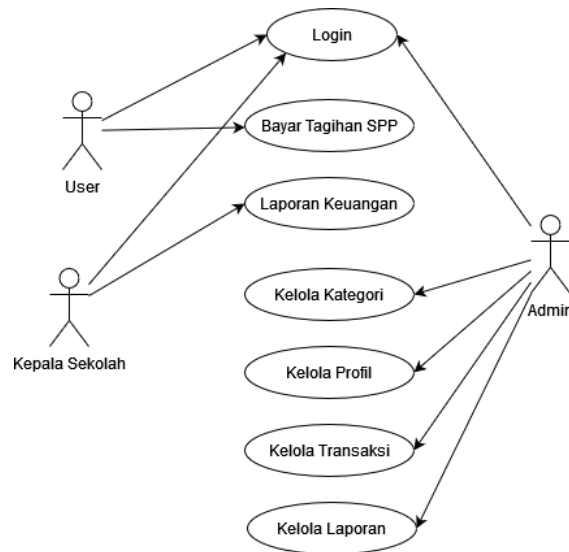 Login
Bayar Tagihan SPP
User
Laporan Keuangan
Kelola Kategori
Admin
Kepala Sekolah
Kelola Profil
Kelola Transaksi
Kelola Laporan